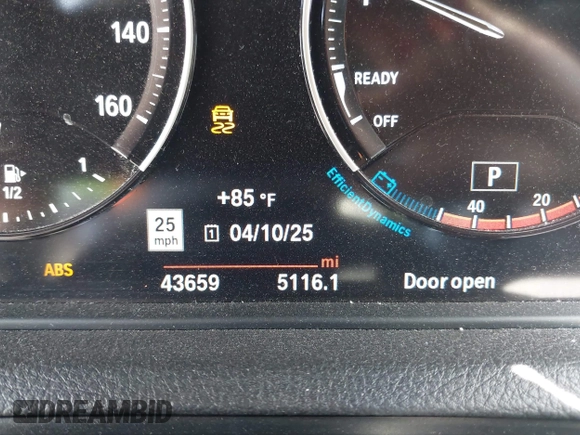 140
160
READY
OFF
1
1/2
+85 °F
25
mph
1 04/10/25
P
EfficientDynamics
40 20
ABS
mi
43659 5116.1
Door open
DREAMBID